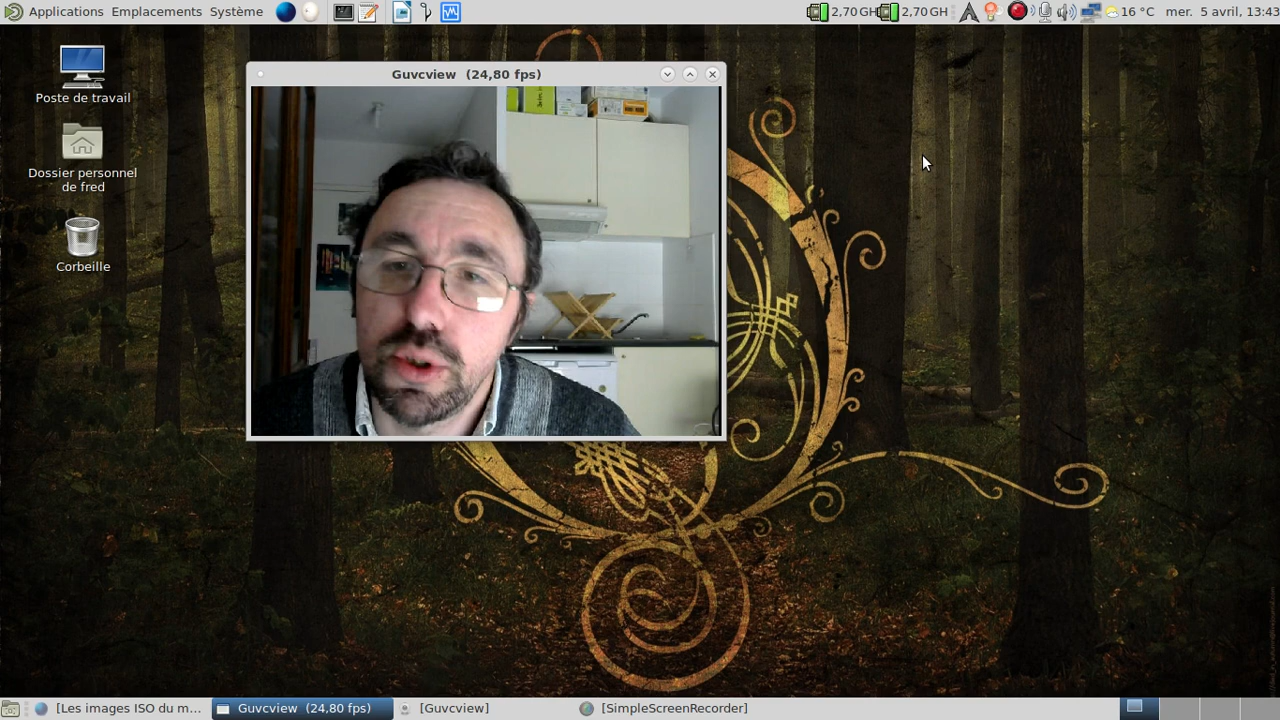 Applications Emplacements Système
2,70 GH 2,70 GH 16 °C mer. 5 avril, 13:43
Guvcview (24,80 fps)
Poste de travail
Dossier personnel
de fred
Corbeille
[Les images ISO du m... Guvcview (24,80 fps) [Guvcview] [SimpleScreenRecorder]